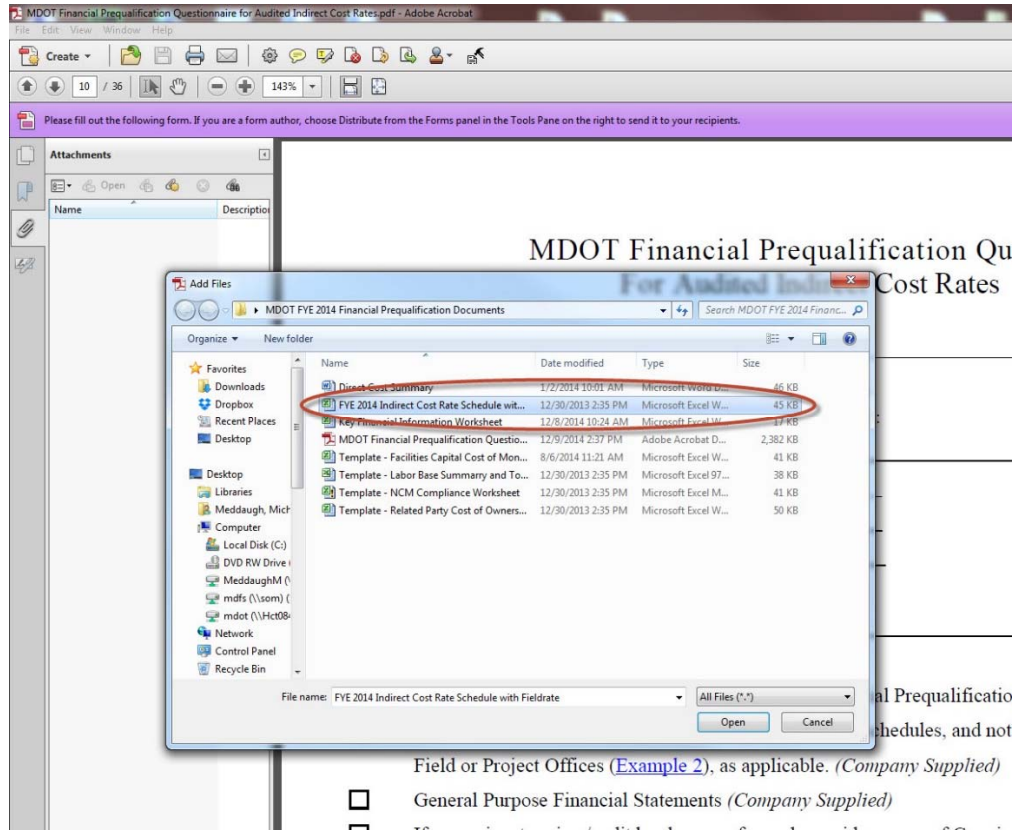 MDOT Financial Prequalification Questionnaire for Audited Indirect Cost Rates.pdf - Adobe Acrobat
File Edit View Window Help
Create
10 / 36 143%
Please fill out the following form. If you are a form author, choose Distribute from the Forms panel in the Tools Pane on the right to send it to your recipients.
Attachments
Open
Name Description
MDOT Financial Prequalification Qu
For Audited Indirect Cost Rates
Add Files
MDOT FYE 2014 Financial Prequalification Documents
Search MDOT FYE 2014 Financ...
Organize New folder
Favorites
Downloads
Dropbox
Recent Places
Desktop
Desktop
Libraries
Meddaugh, Mich
Computer
Local Disk (C:)
DVD RW Drive
MeddaughM (\
mdfs (\\som) (
mdot (\\Hct084
Network
Control Panel
Recycle Bin
Name Date modified Type Size
Direct Cost Summary 1/2/2014 10:01 AM Microsoft Word D... 46 KB
FYE 2014 Indirect Cost Rate Schedule wit... 12/30/2013 2:35 PM Microsoft Excel W... 45 KB
Key Financial Information Worksheet 12/8/2014 10:24 AM Microsoft Excel W... 17 KB
MDOT Financial Prequalification Questio... 12/9/2014 2:37 PM Adobe Acrobat D... 2,382 KB
Template - Facilities Capital Cost of Mon... 8/6/2014 11:21 AM Microsoft Excel W... 41 KB
Template - Labor Base Summarry and To... 12/30/2013 2:35 PM Microsoft Excel 97... 38 KB
Template - NCM Compliance Worksheet 12/30/2013 2:35 PM Microsoft Excel M... 41 KB
Template - Related Party Cost of Owners... 12/30/2013 2:35 PM Microsoft Excel W... 50 KB
File name: FYE 2014 Indirect Cost Rate Schedule with Fieldrate
All Files (*.*)
Open Cancel
al Prequalificatio
chedules, and not
Field or Project Offices (Example 2), as applicable. (Company Supplied)
General Purpose Financial Statements (Company Supplied)